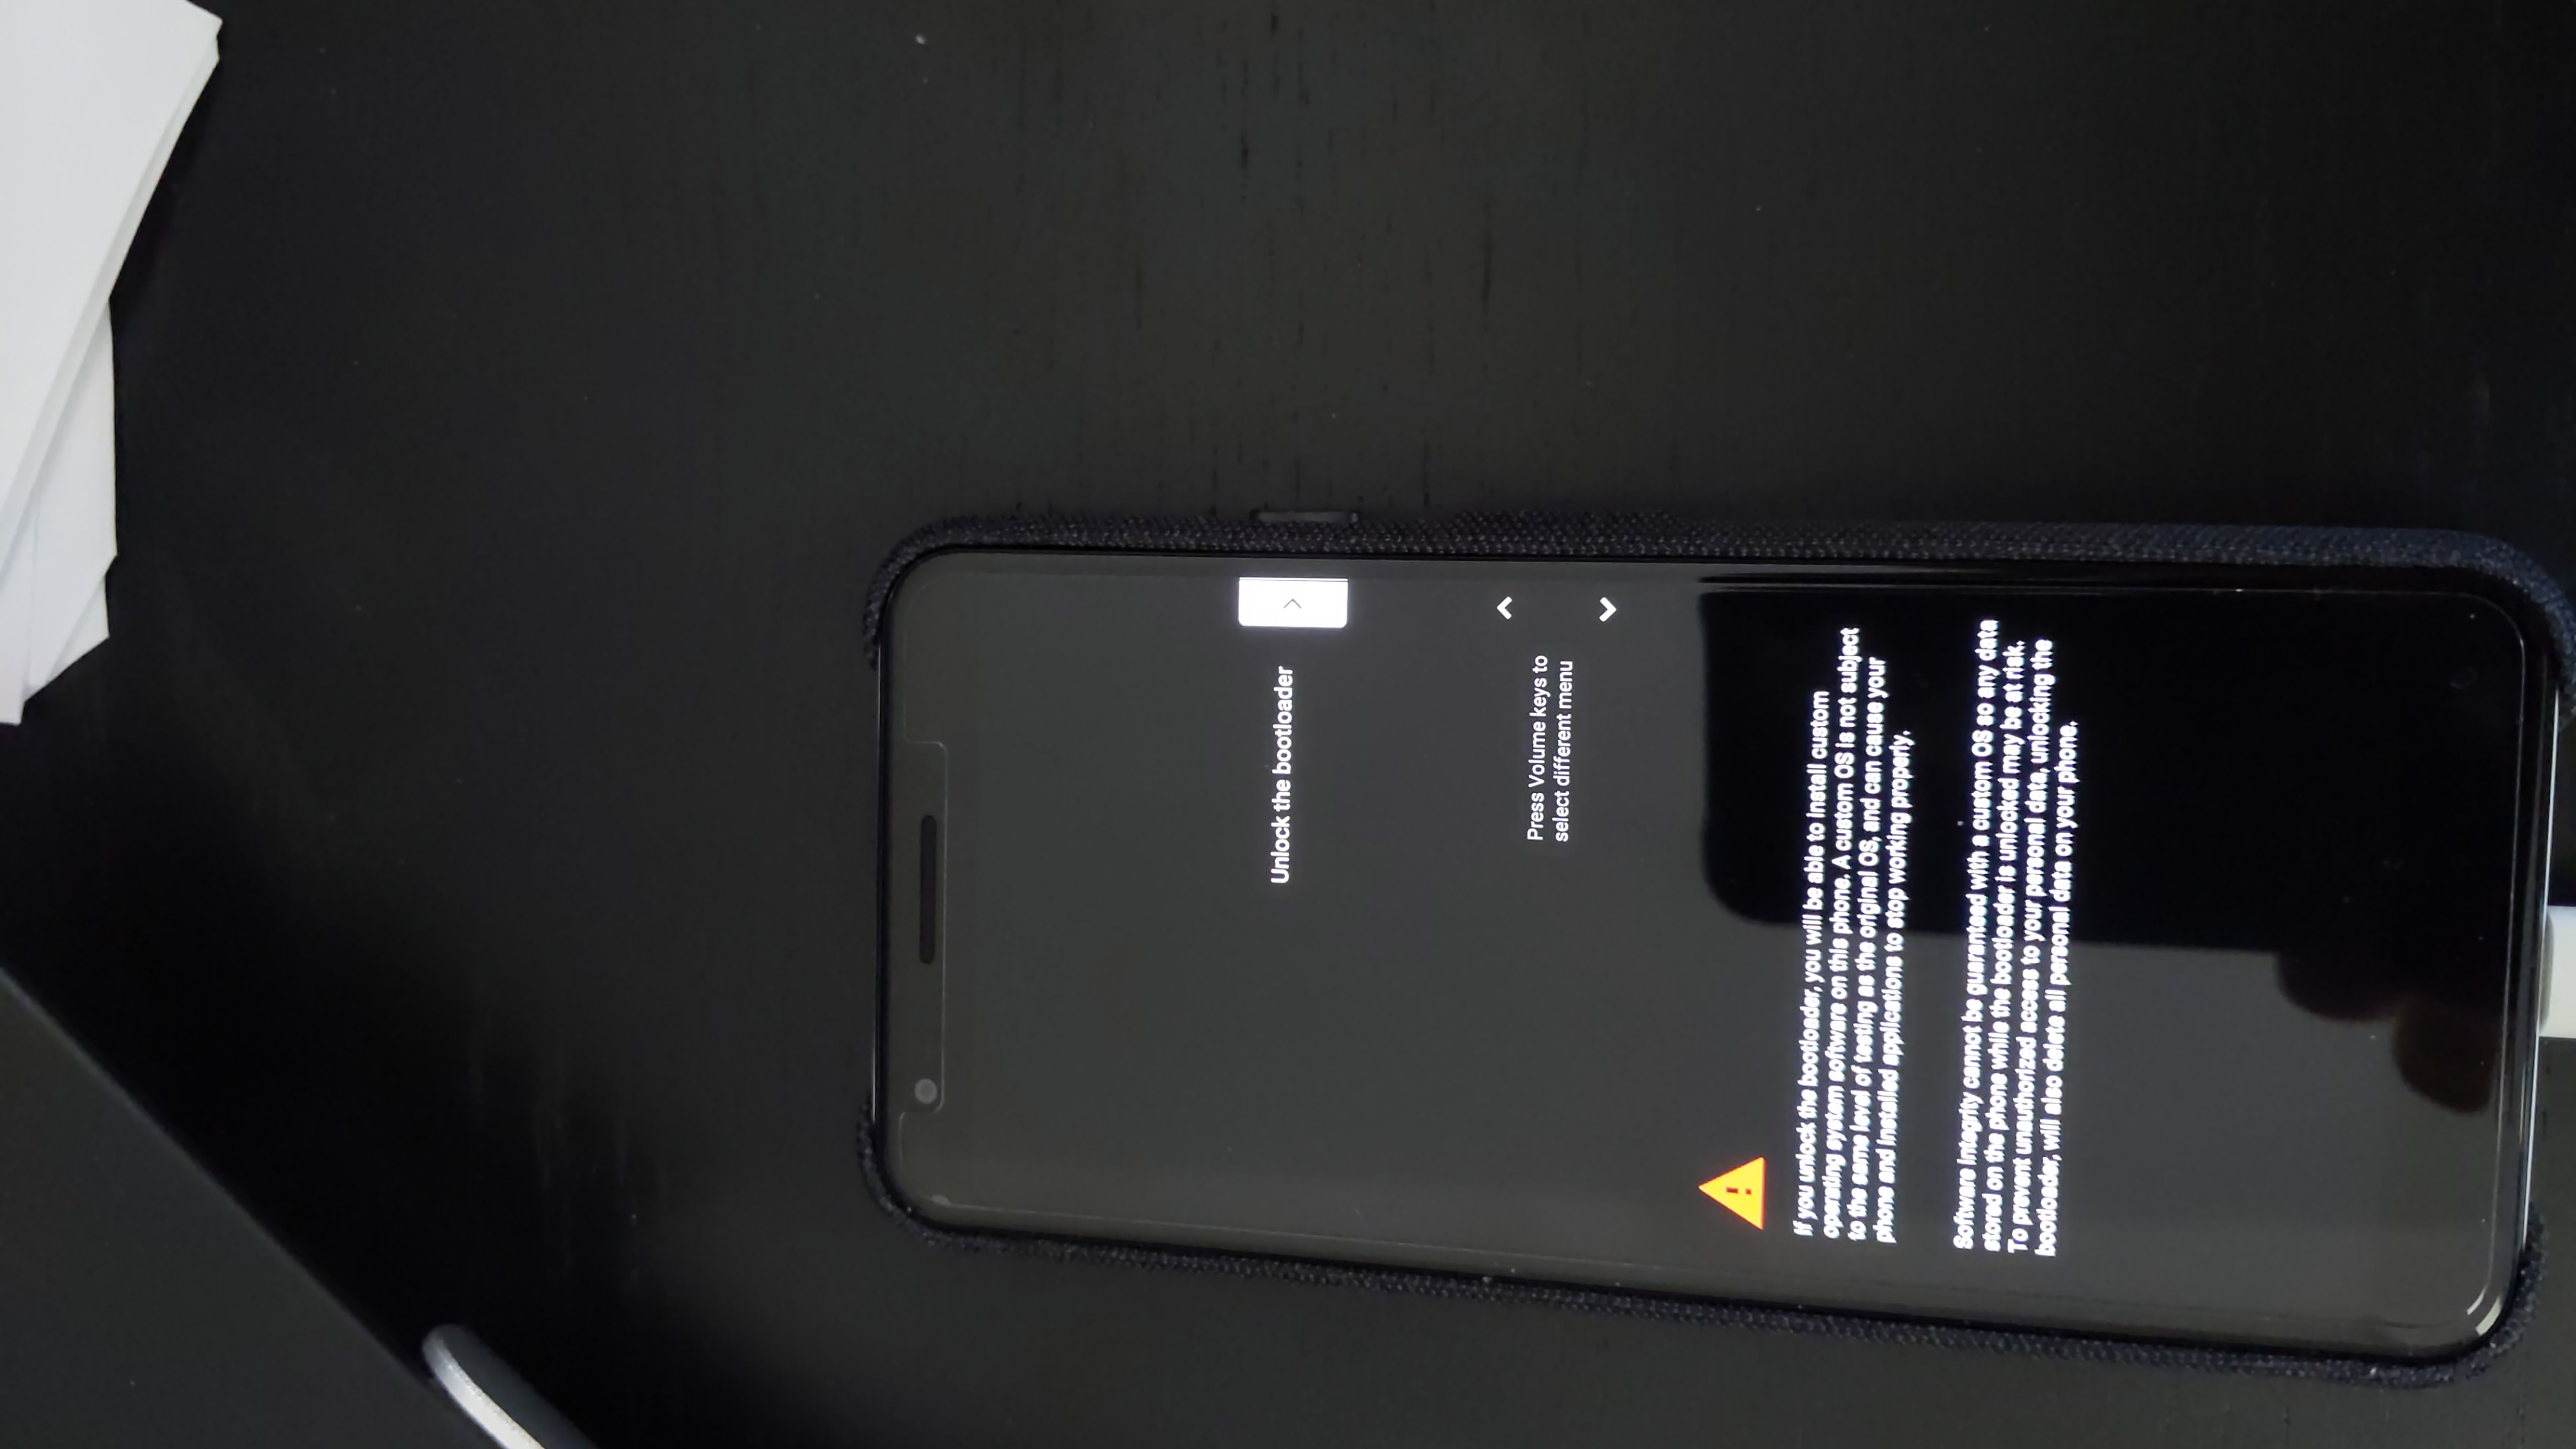 Unlock the bootloader
Press Volume keys to
select different menu
If you unlock the bootloader, you will be able to install custom
operating system software on this phone. A custom OS is not subject
to the same level of testing as the original OS, and can cause your
phone and installed applications to stop working properly.
Software integrity cannot be guaranteed with a custom OS so any data
stored on the phone while the bootloader is unlocked may be at risk.
To prevent unauthorized access to your personal data, unlocking the
bootloader, will also delete all personal data on your phone.